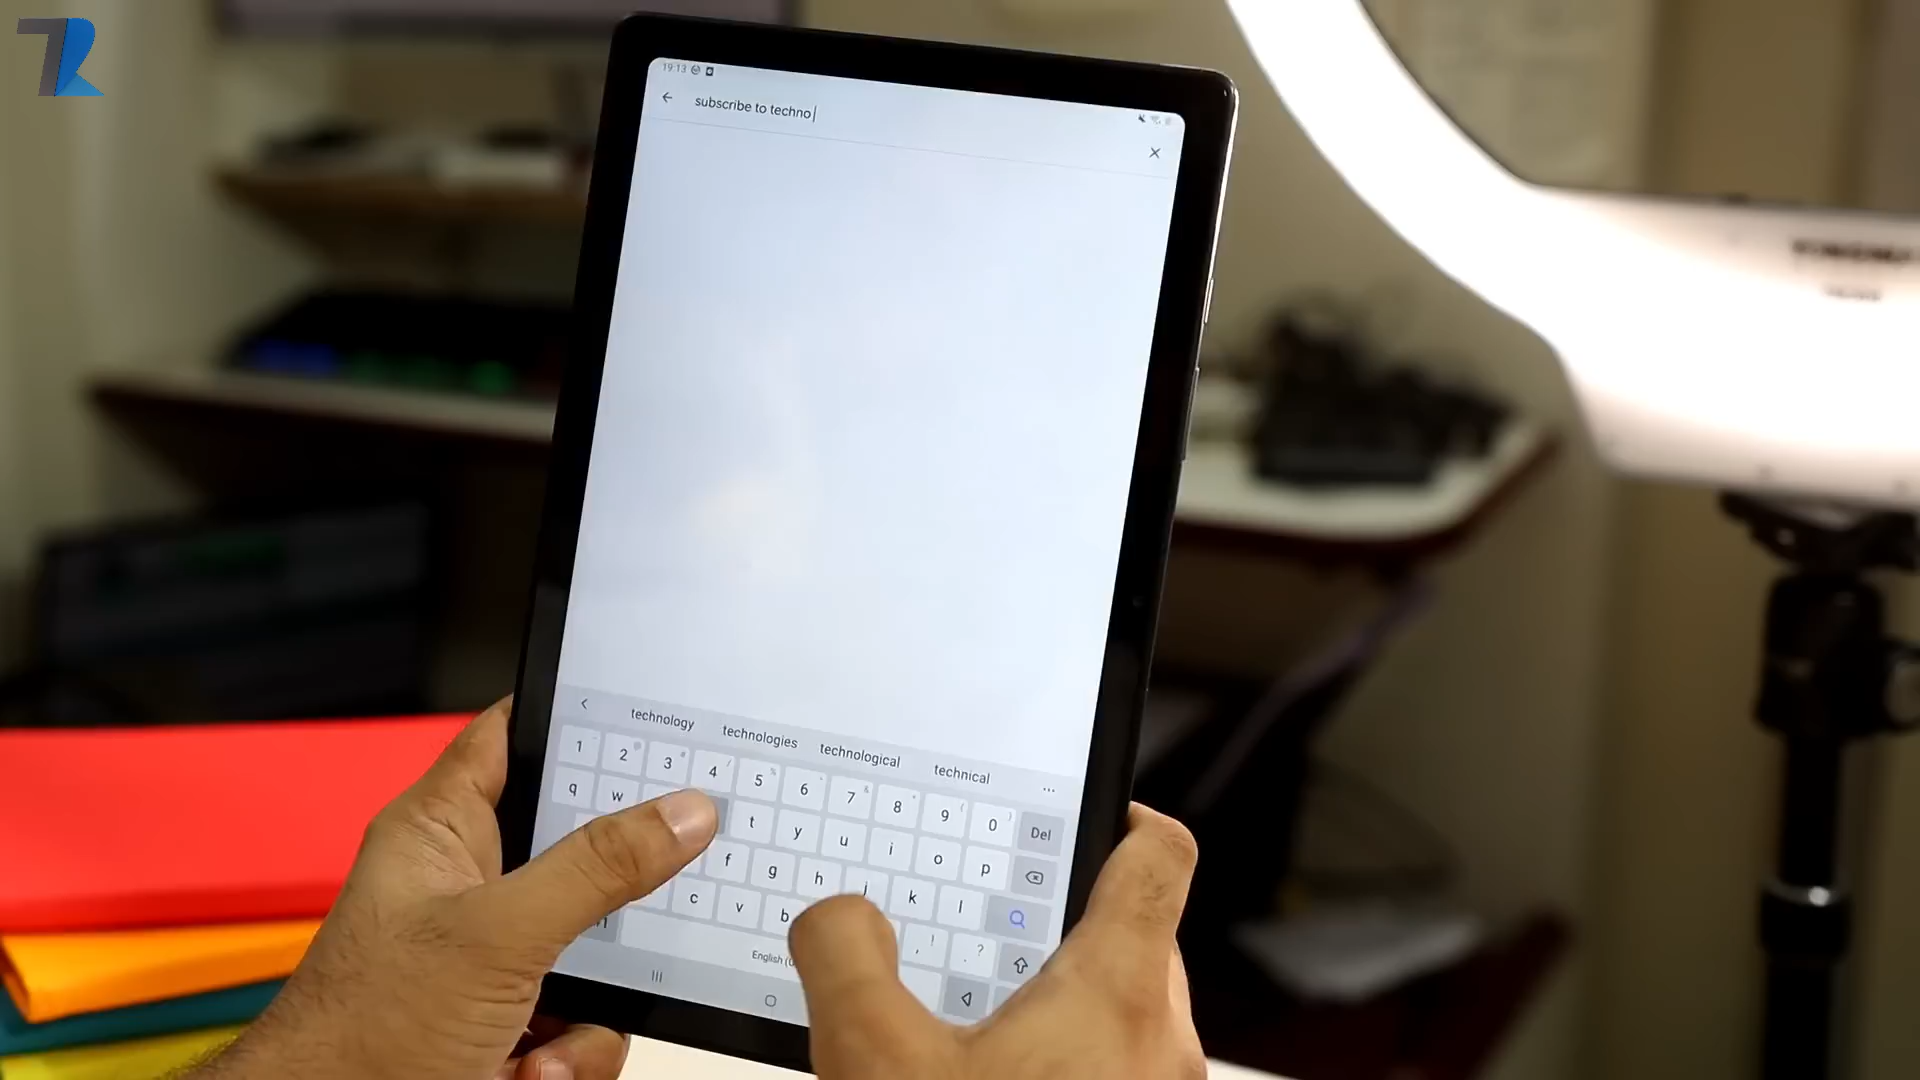 19:13
subscribe to techno
technology technologies technological technical
1 2 3 4 5 6 7 8 9 0 Del
q w t y u i o p
f g h j k l
c v b , ! . ?
English